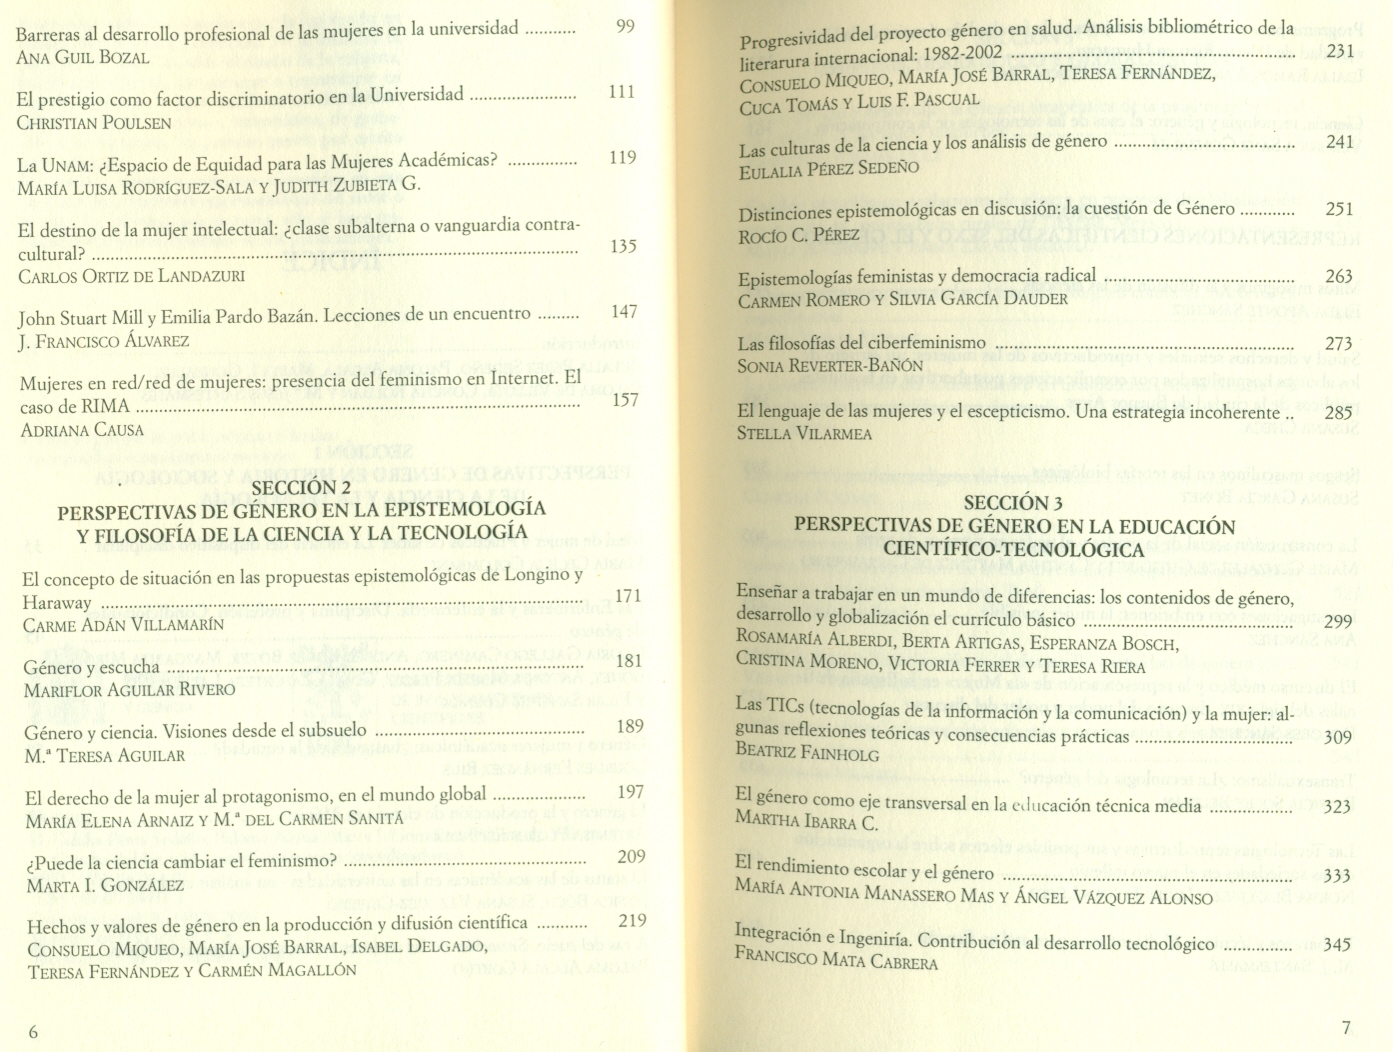 Barreras al desarrollo profesional de las mujeres en la universidad .......... 99
ANA GUIL BOZAL
El prestigio como factor discriminatorio en la Universidad ..................... 111
CHRISTIAN POULSEN
La UNAM: ¿Espacio de Equidad para las Mujeres Académicas? .............. 119
MARÍA LUISA RODRÍGUEZ-SALA Y JUDITH ZUBIETA G.
El destino de la mujer intelectual: ¿clase subalterna o vanguardia contra-
cultural? .......... 135
CARLOS ORTIZ DE LANDAZURI
John Stuart Mill y Emilia Pardo Bazán. Lecciones de un encuentro ......... 147
J. FRANCISCO ÁLVAREZ
Mujeres en red/red de mujeres: presencia del feminismo en Internet. El
caso de RIMA .......... 157
ADRIANA CAUSA
SECCIÓN 2
PERSPECTIVAS DE GÉNERO EN LA EPISTEMOLOGÍA
Y FILOSOFÍA DE LA CIENCIA Y LA TECNOLOGÍA
El concepto de situación en las propuestas epistemológicas de Longino y
Haraway .......... 171
CARME ADÁN VILLAMARÍN
Género y escucha .......... 181
MARIFLOR AGUILAR RIVERO
Género y ciencia. Visiones desde el subsuelo .......... 189
M.ª TERESA AGUILAR
El derecho de la mujer al protagonismo, en el mundo global .......... 197
MARÍA ELENA ARNAIZ Y M.ª DEL CARMEN SANITÁ
¿Puede la ciencia cambiar el feminismo? .......... 209
MARTA I. GONZÁLEZ
Hechos y valores de género en la producción y difusión científica .......... 219
CONSUELO MIQUEO, MARÍA JOSÉ BARRAL, ISABEL DELGADO,
TERESA FERNÁNDEZ Y CARMÉN MAGALLÓN
6
Progresividad del proyecto género en salud. Análisis bibliométrico de la
literarura internacional: 1982-2002 .......... 231
CONSUELO MIQUEO, MARÍA JOSÉ BARRAL, TERESA FERNÁNDEZ,
CUCA TOMÁS Y LUIS F. PASCUAL
Las culturas de la ciencia y los análisis de género .......... 241
EULALIA PÉREZ SEDEÑO
Distinciones epistemológicas en discusión: la cuestión de Género ............ 251
ROCÍO C. PÉREZ
Epistemologías feministas y democracia radical .......... 263
CARMEN ROMERO Y SILVIA GARCÍA DAUDER
Las filosofías del ciberfeminismo .......... 273
SONIA REVERTER-BAÑÓN
El lenguaje de las mujeres y el escepticismo. Una estrategia incoherente .. 285
STELLA VILARMEA
SECCIÓN 3
PERSPECTIVAS DE GÉNERO EN LA EDUCACIÓN
CIENTÍFICO-TECNOLÓGICA
Enseñar a trabajar en un mundo de diferencias: los contenidos de género,
desarrollo y globalización el currículo básico .......... 299
ROSAMARÍA ALBERDI, BERTA ARTIGAS, ESPERANZA BOSCH,
CRISTINA MORENO, VICTORIA FERRER Y TERESA RIERA
Las TICs (tecnologías de la información y la comunicación) y la mujer: al-
gunas reflexiones teóricas y consecuencias prácticas .......... 309
BEATRIZ FAINHOLG
El género como eje transversal en la educación técnica media .......... 323
MARTHA IBARRA C.
El rendimiento escolar y el género .......... 333
MARÍA ANTONIA MANASSERO MAS Y ÁNGEL VÁZQUEZ ALONSO
Integración e Ingeniría. Contribución al desarrollo tecnológico .......... 345
FRANCISCO MATA CABRERA
7